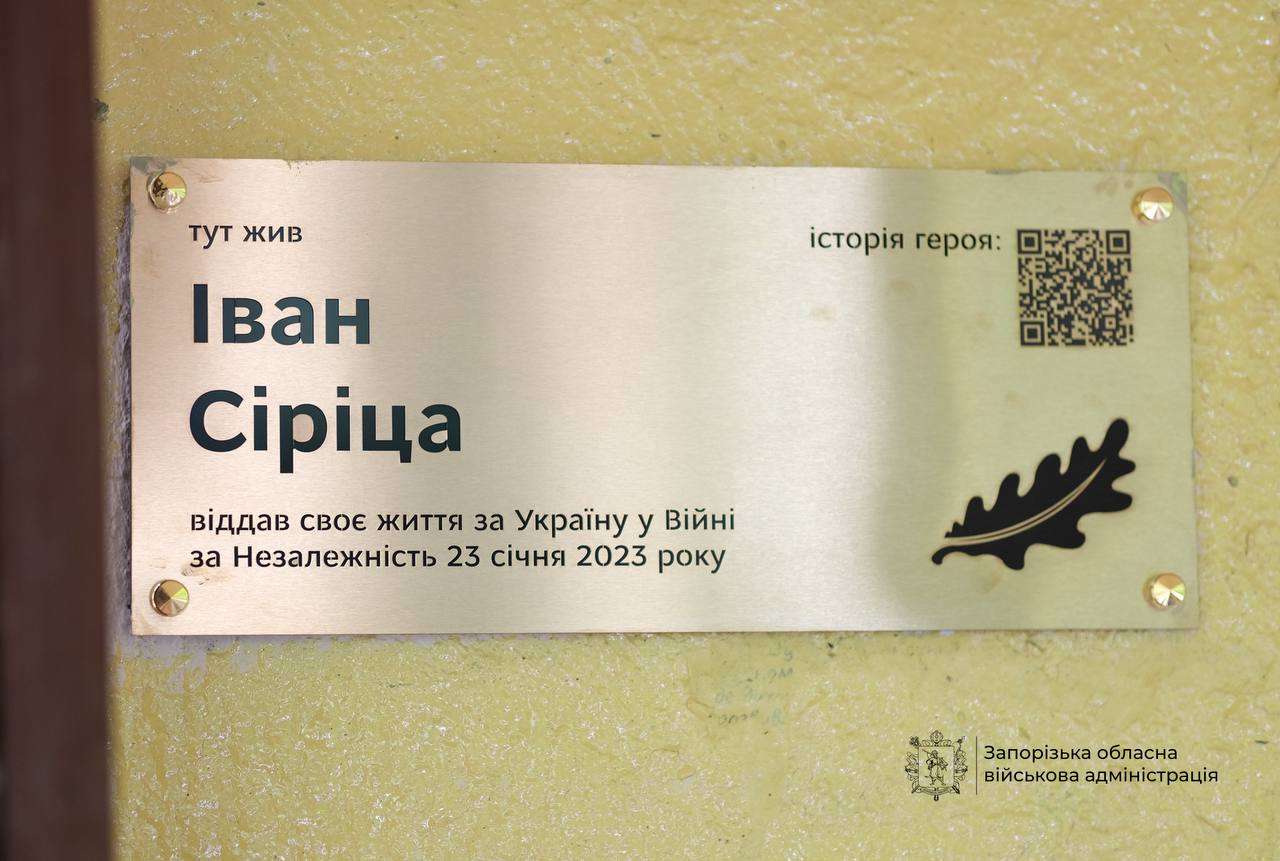 тут жив
історія героя:
Іван
Сіріца
віддав своє життя за Україну у Війні
за Незалежність 23 січня 2023 року
Запорізька обласна
військова адміністрація